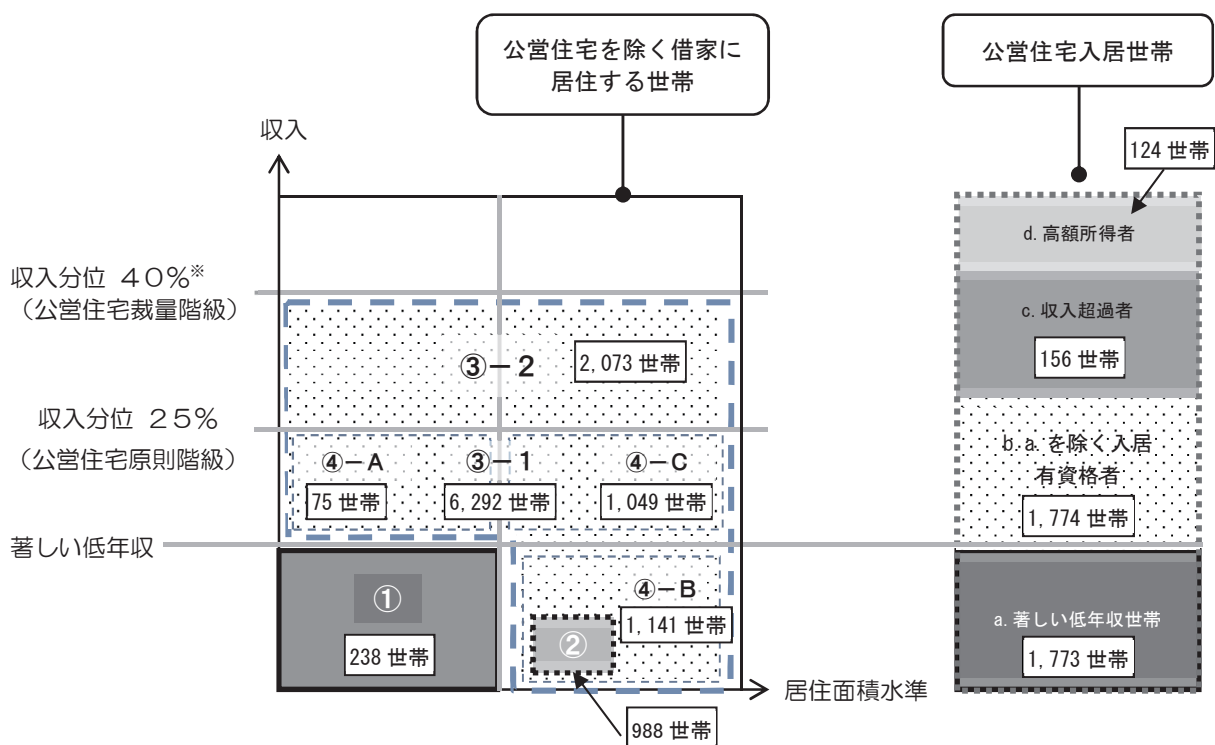 公営住宅を除く借家に
居住する世帯
公営住宅入居世帯
収入
124 世帯
d. 高額所得者
収入分位 40%※
（公営住宅裁量階級）
c. 収入超過者
156 世帯
③－2
2,073 世帯
収入分位 25%
（公営住宅原則階級）
④－A
③－1
④－C
75 世帯
6,292 世帯
1,049 世帯
b. a. を除く入居
有資格者
1,774 世帯
著しい低年収
①
238 世帯
④－B
1,141 世帯
②
988 世帯
a. 著しい低年収世帯
1,773 世帯
居住面積水準